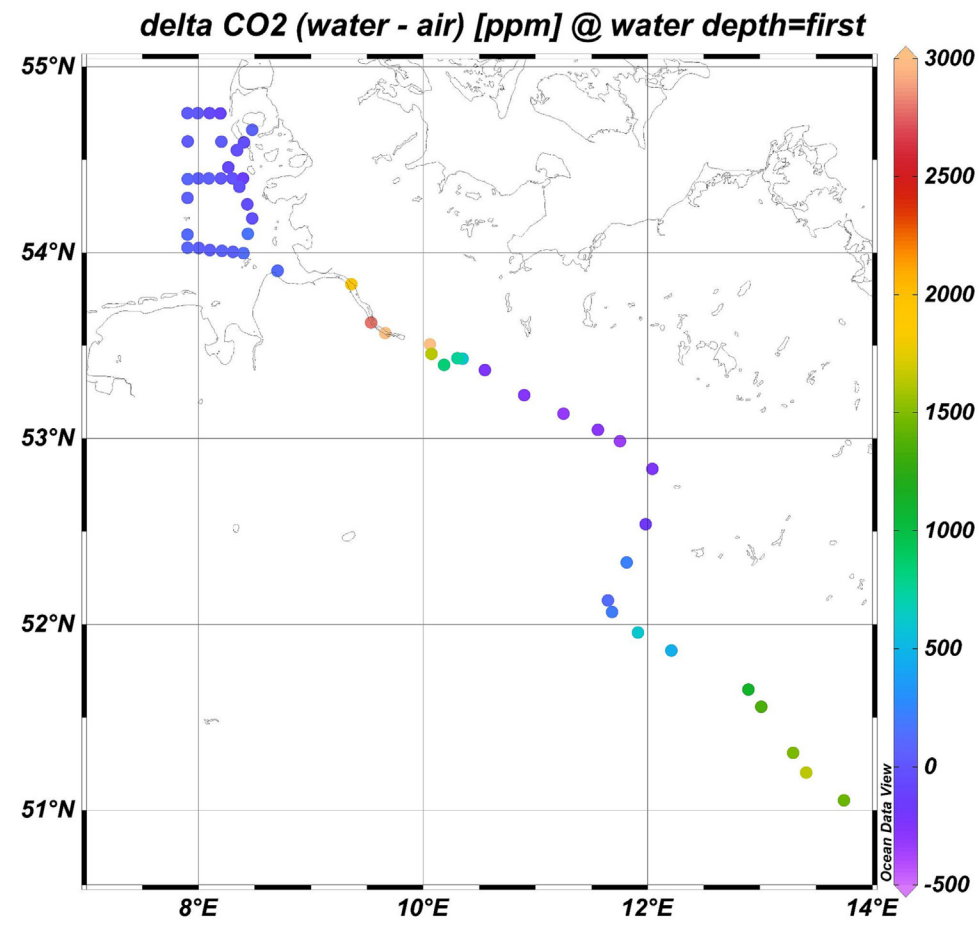 delta CO2 (water - air) [ppm] @ water depth=first
55°N
54°N
53°N
52°N
51°N
8°E
10°E
12°E
14°E
3000
2500
2000
1500
1000
500
0
-500
Ocean Data View